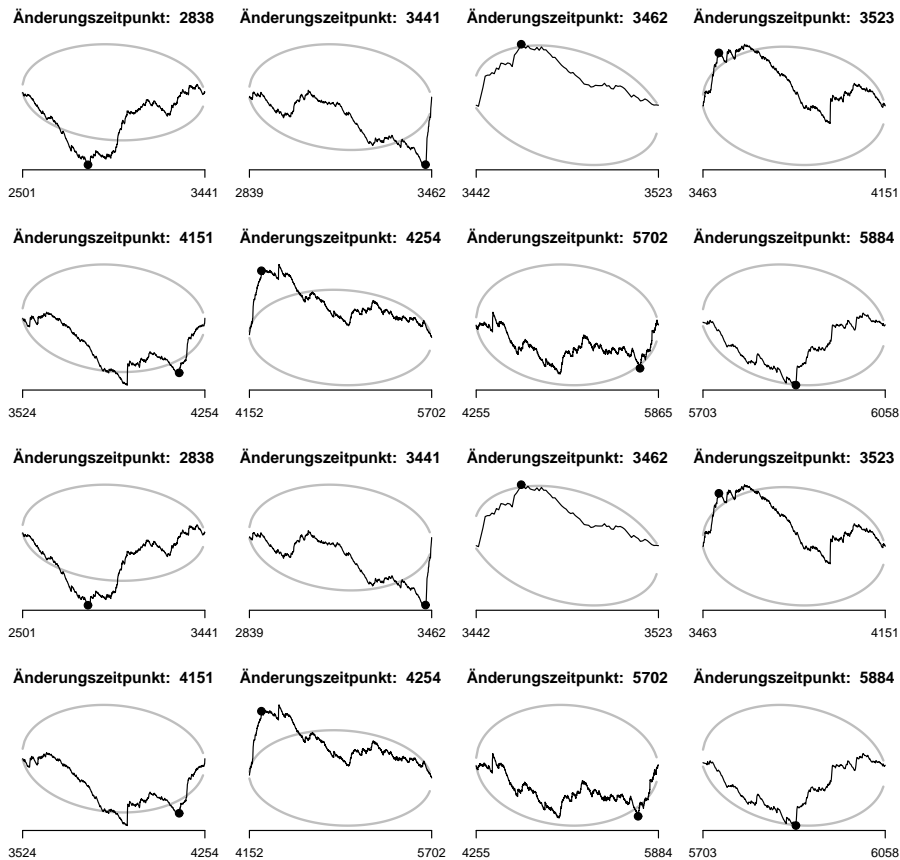 Änderungszeitpunkt: 2838 Änderungszeitpunkt: 3441 Änderungszeitpunkt: 3462 Änderungszeitpunkt: 3523
2501 3441 2839 3462 3442 3523 3463 4151
Änderungszeitpunkt: 4151 Änderungszeitpunkt: 4254 Änderungszeitpunkt: 5702 Änderungszeitpunkt: 5884
3524 4254 4152 5702 4255 5865 5703 6058
Änderungszeitpunkt: 2838 Änderungszeitpunkt: 3441 Änderungszeitpunkt: 3462 Änderungszeitpunkt: 3523
2501 3441 2839 3462 3442 3523 3463 4151
Änderungszeitpunkt: 4151 Änderungszeitpunkt: 4254 Änderungszeitpunkt: 5702 Änderungszeitpunkt: 5884
3524 4254 4152 5702 4255 5884 5703 6058